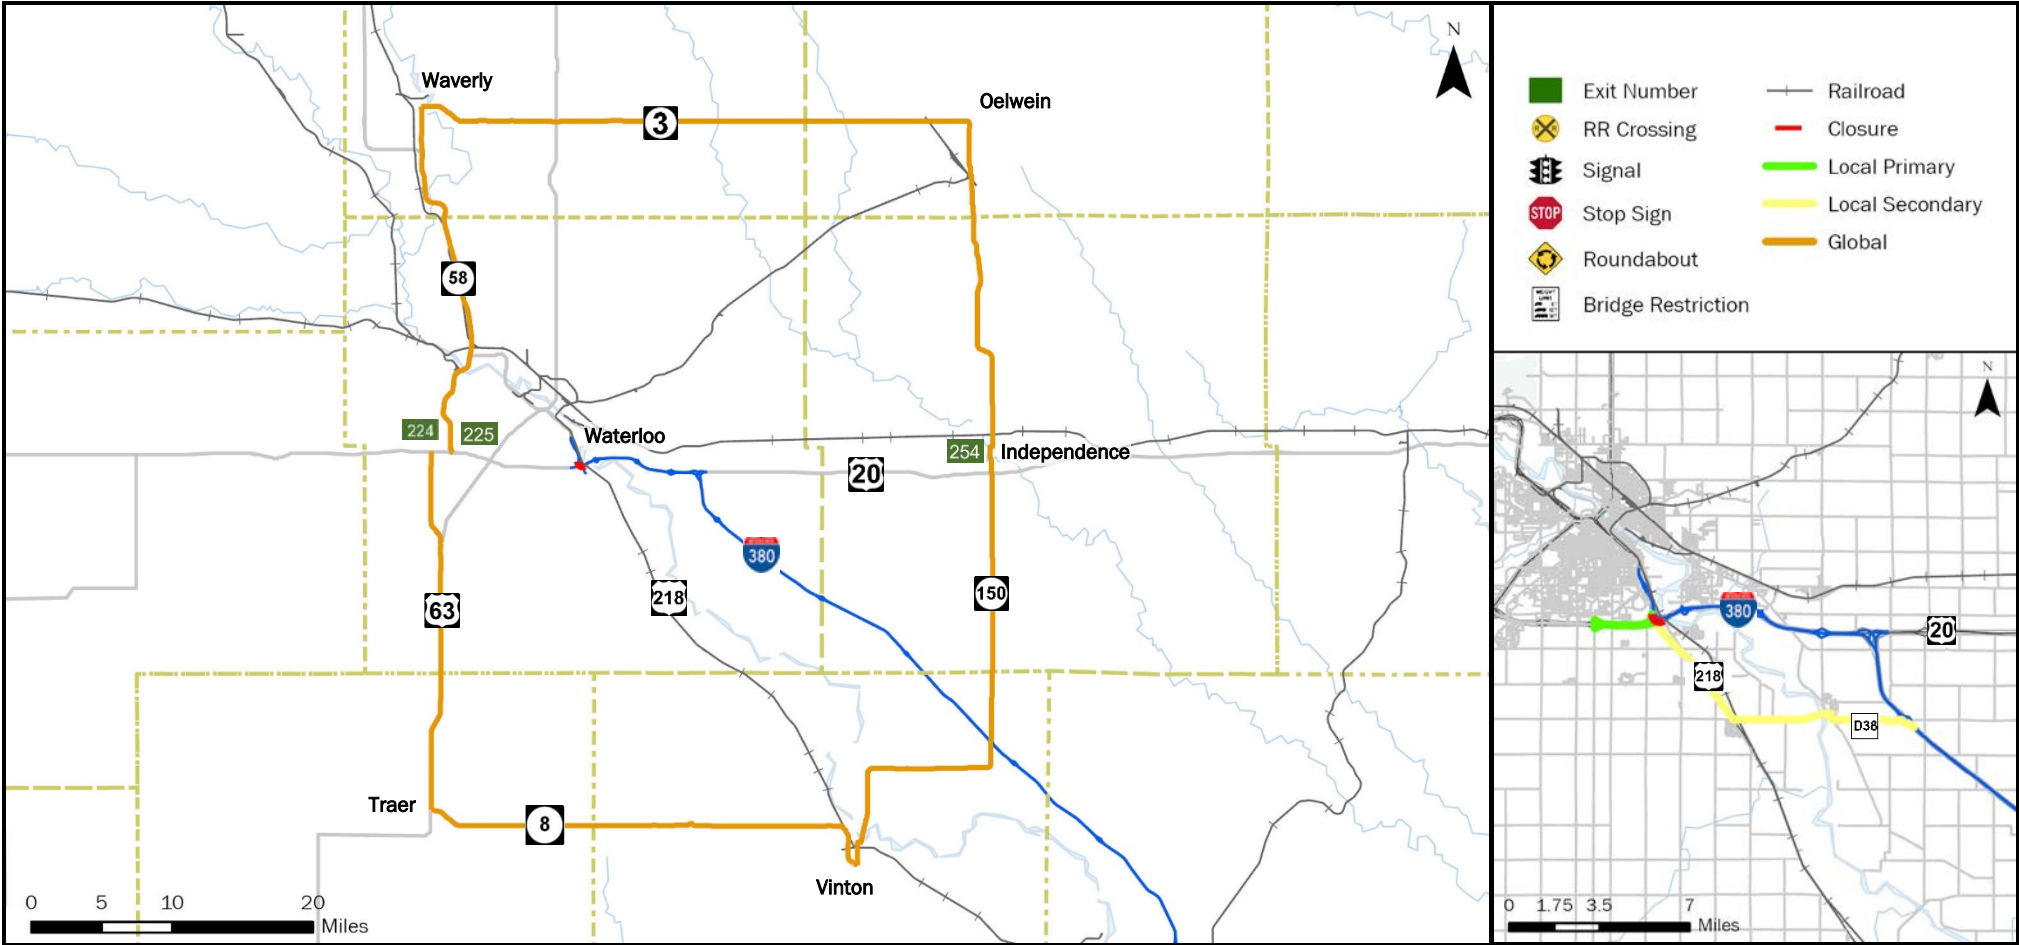 N
Waverly
Oelwein
3
58
224
225
Waterloo
254
Independence
20
380
218
150
63
Traer
8
Vinton
0 5 10 20
Miles
Exit Number
RR Crossing
Signal
STOP
Stop Sign
Roundabout
WEIGHT
LIMIT
Bridge Restriction
Railroad
Closure
Local Primary
Local Secondary
Global
N
380
20
218
D38
0 1.75 3.5 7
Miles